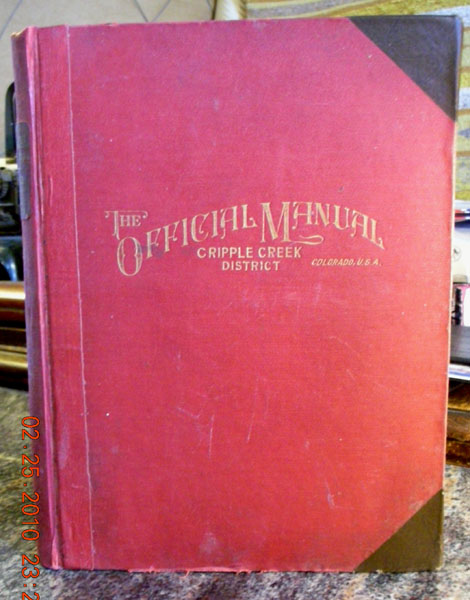 THE
OFFICIAL MANUAL
CRIPPLE CREEK
DISTRICT
COLORADO, U.S.A.
02.25.2010 23:2